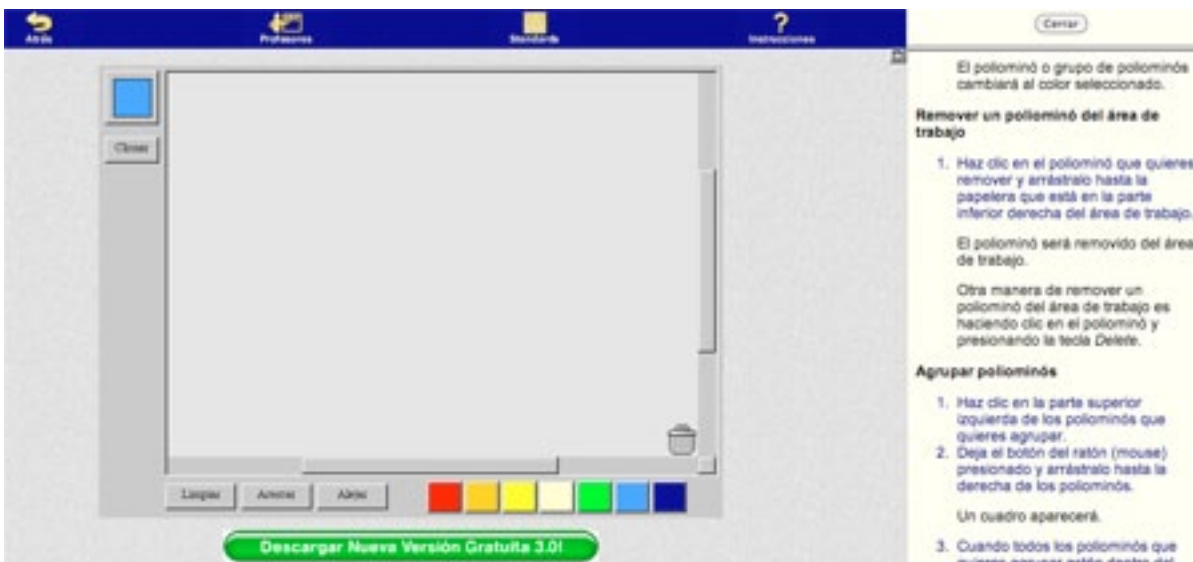 Atrás
Profesores
Standards
Instrucciones
Clonar
Limpiar
Acercar
Alejar
Descargar Nueva Versión Gratuita 3.0!
Cerrar
El poliominó o grupo de poliominós
cambiará al color seleccionado.
Remover un poliominó del área de
trabajo
1. Haz clic en el poliominó que quieres
remover y arrástralo hasta la
papelera que está en la parte
inferior derecha del área de trabajo.
El poliominó será removido del área
de trabajo.
Otra manera de remover un
poliominó del área de trabajo es
haciendo clic en el poliominó y
presionando la tecla Delete.
Agrupar poliominós
1. Haz clic en la parte superior
izquierda de los poliominós que
quieres agrupar.
2. Deja el botón del ratón (mouse)
presionado y arrástralo hasta la
derecha de los poliominós.
Un cuadro aparecerá.
3. Cuando todos los poliominós que
quieres agrupar estén dentro del